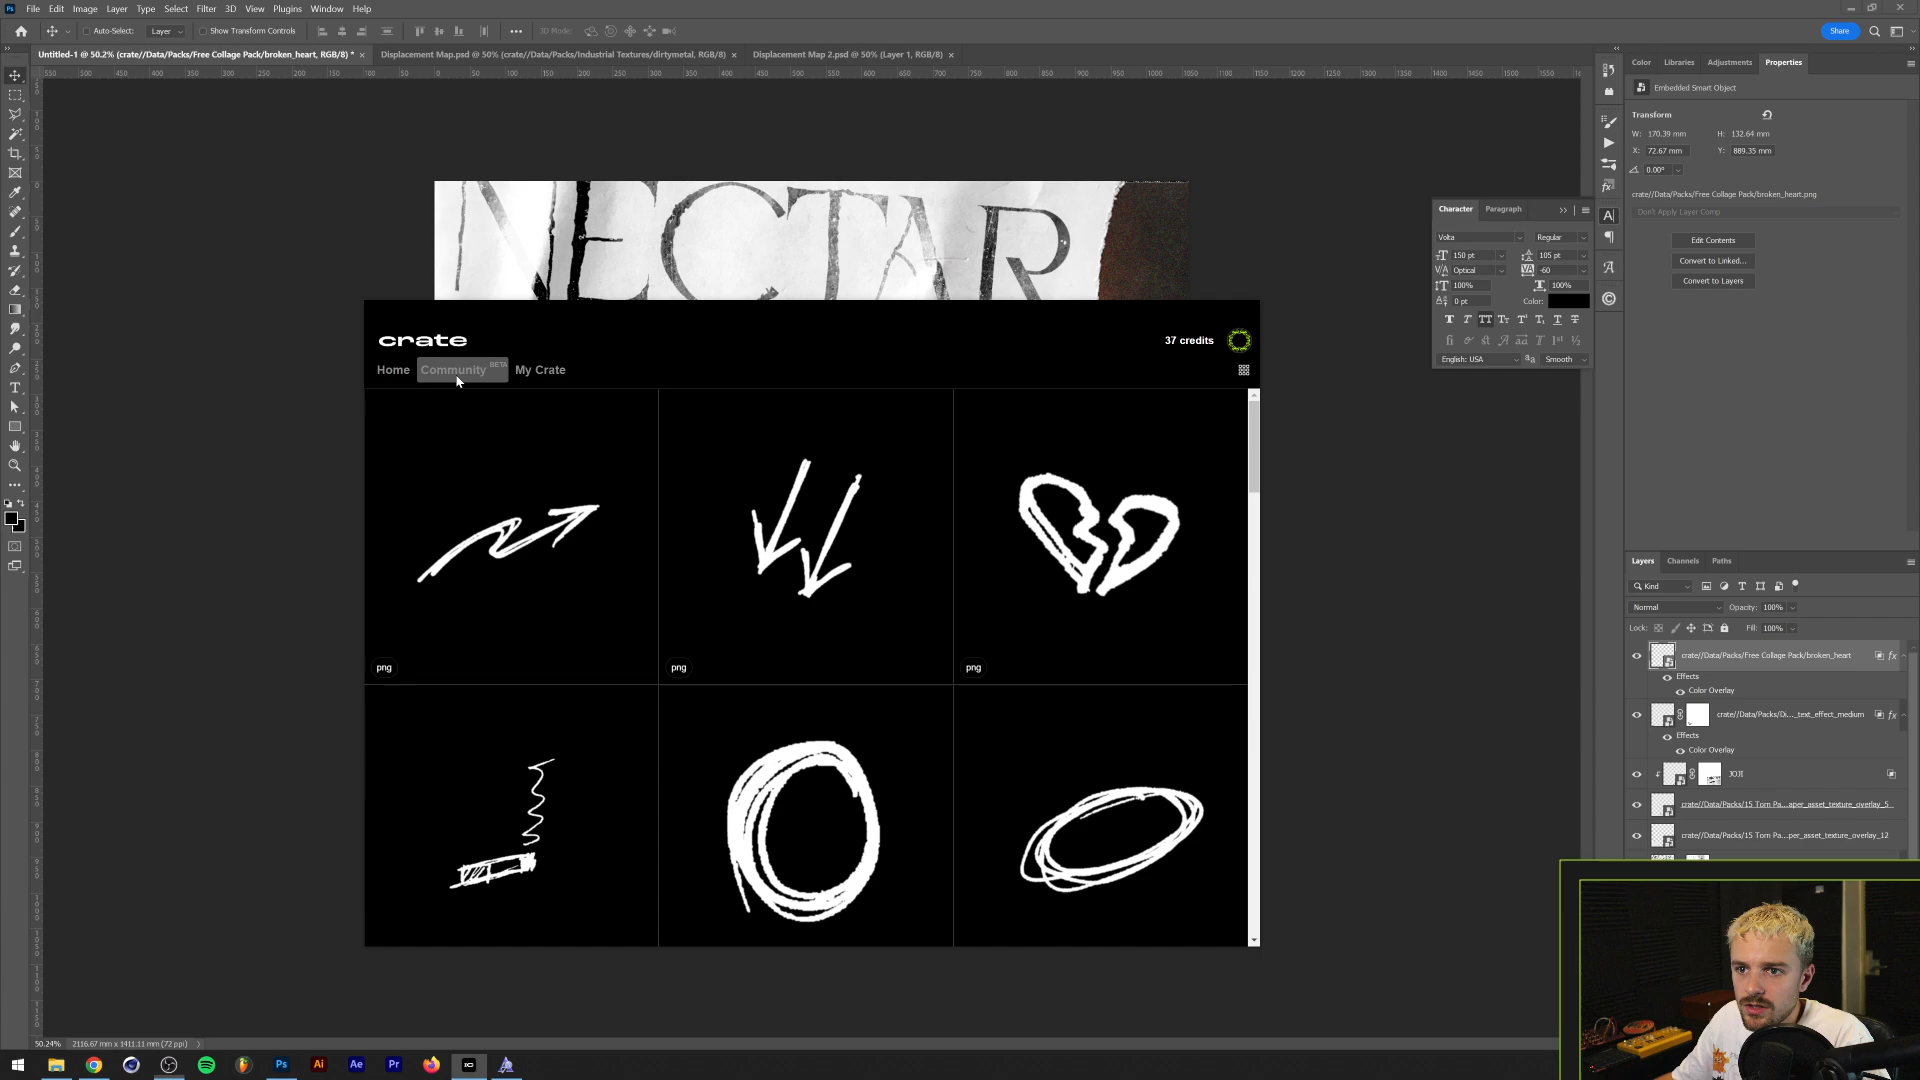 File Edit Image Layer Type Select Filter 3D View Plugins Window Help
Auto-Select: Layer Show Transform Controls 3D Mode: Share
Untitled-1 @ 50.2% (crate//Data/Packs/Free Collage Pack/broken_heart, RGB/8) *
Displacement Map.psd @ 50% (crate//Data/Packs/Industrial Textures/dirtymetal, RGB/8)
Displacement Map 2.psd @ 50% (Layer 1, RGB/8)
NECTAR
crate
37 credits
Home Community BETA My Crate
png
png
png
Color Libraries Adjustments Properties
Embedded Smart Object
Transform
W: 170.39 mm H: 132.64 mm
X: 72.67 mm Y: 889.35 mm
0.00°
crate//Data/Packs/Free Collage Pack/broken_heart.png
Don't Apply Layer Comp
Edit Contents
Convert to Linked...
Convert to Layers
Character Paragraph
Volta Regular
150 pt 105 pt
Optical -60
100% 100%
0 pt Color:
English: USA Smooth
Layers Channels Paths
Kind
Normal Opacity: 100%
Lock: Fill: 100%
crate//Data/Packs/Free Collage Pack/broken_heart
Effects
Color Overlay
crate//Data/Packs/Di..._text_effect_medium
Effects
Color Overlay
JOJI
crate//Data/Packs/15 Torn Pa...aper_asset_texture_overlay_5
crate//Data/Packs/15 Torn Pa...per_asset_texture_overlay_12
50.24% 2116.67 mm x 1411.11 mm (72 ppi)